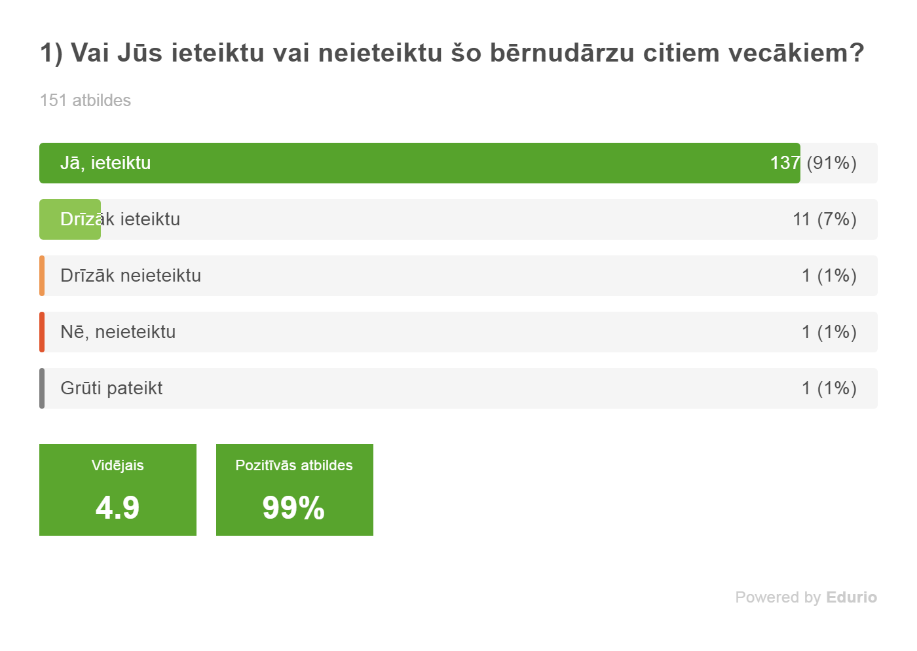 1) Vai Jūs ieteiktu vai neieteiktu šo bērnudārzu citiem vecākiem?
151 atbildes
Jā, ieteiktu 137 (91%)
Drīzāk ieteiktu 11 (7%)
Drīzāk neieteiktu 1 (1%)
Nē, neieteiktu 1 (1%)
Grūti pateikt 1 (1%)
Vidējais Pozitīvās atbildes
4.9 99%
Powered by Edurio